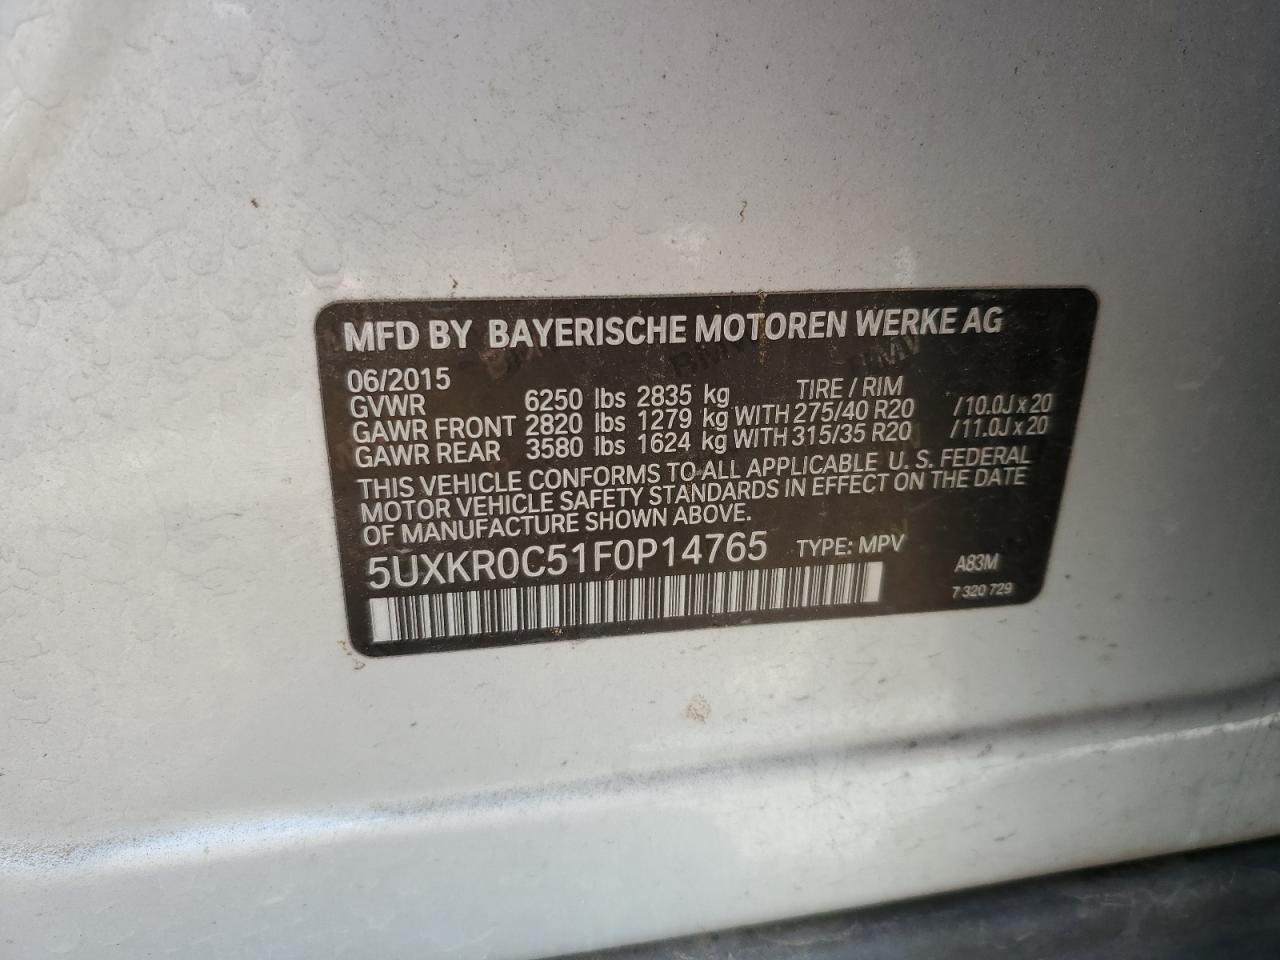 MFD BY BAYERISCHE MOTOREN WERKE AG
06/2015 TIRE / RIM
GVWR 6250 lbs 2835 kg
GAWR FRONT 2820 lbs 1279 kg WITH 275/40 R20 /10.0J x 20
GAWR REAR 3580 lbs 1624 kg WITH 315/35 R20 /11.0J x 20
THIS VEHICLE CONFORMS TO ALL APPLICABLE U. S. FEDERAL
MOTOR VEHICLE SAFETY STANDARDS IN EFFECT ON THE DATE
OF MANUFACTURE SHOWN ABOVE.
5UXKR0C51F0P14765 TYPE: MPV
A83M
7 320 729